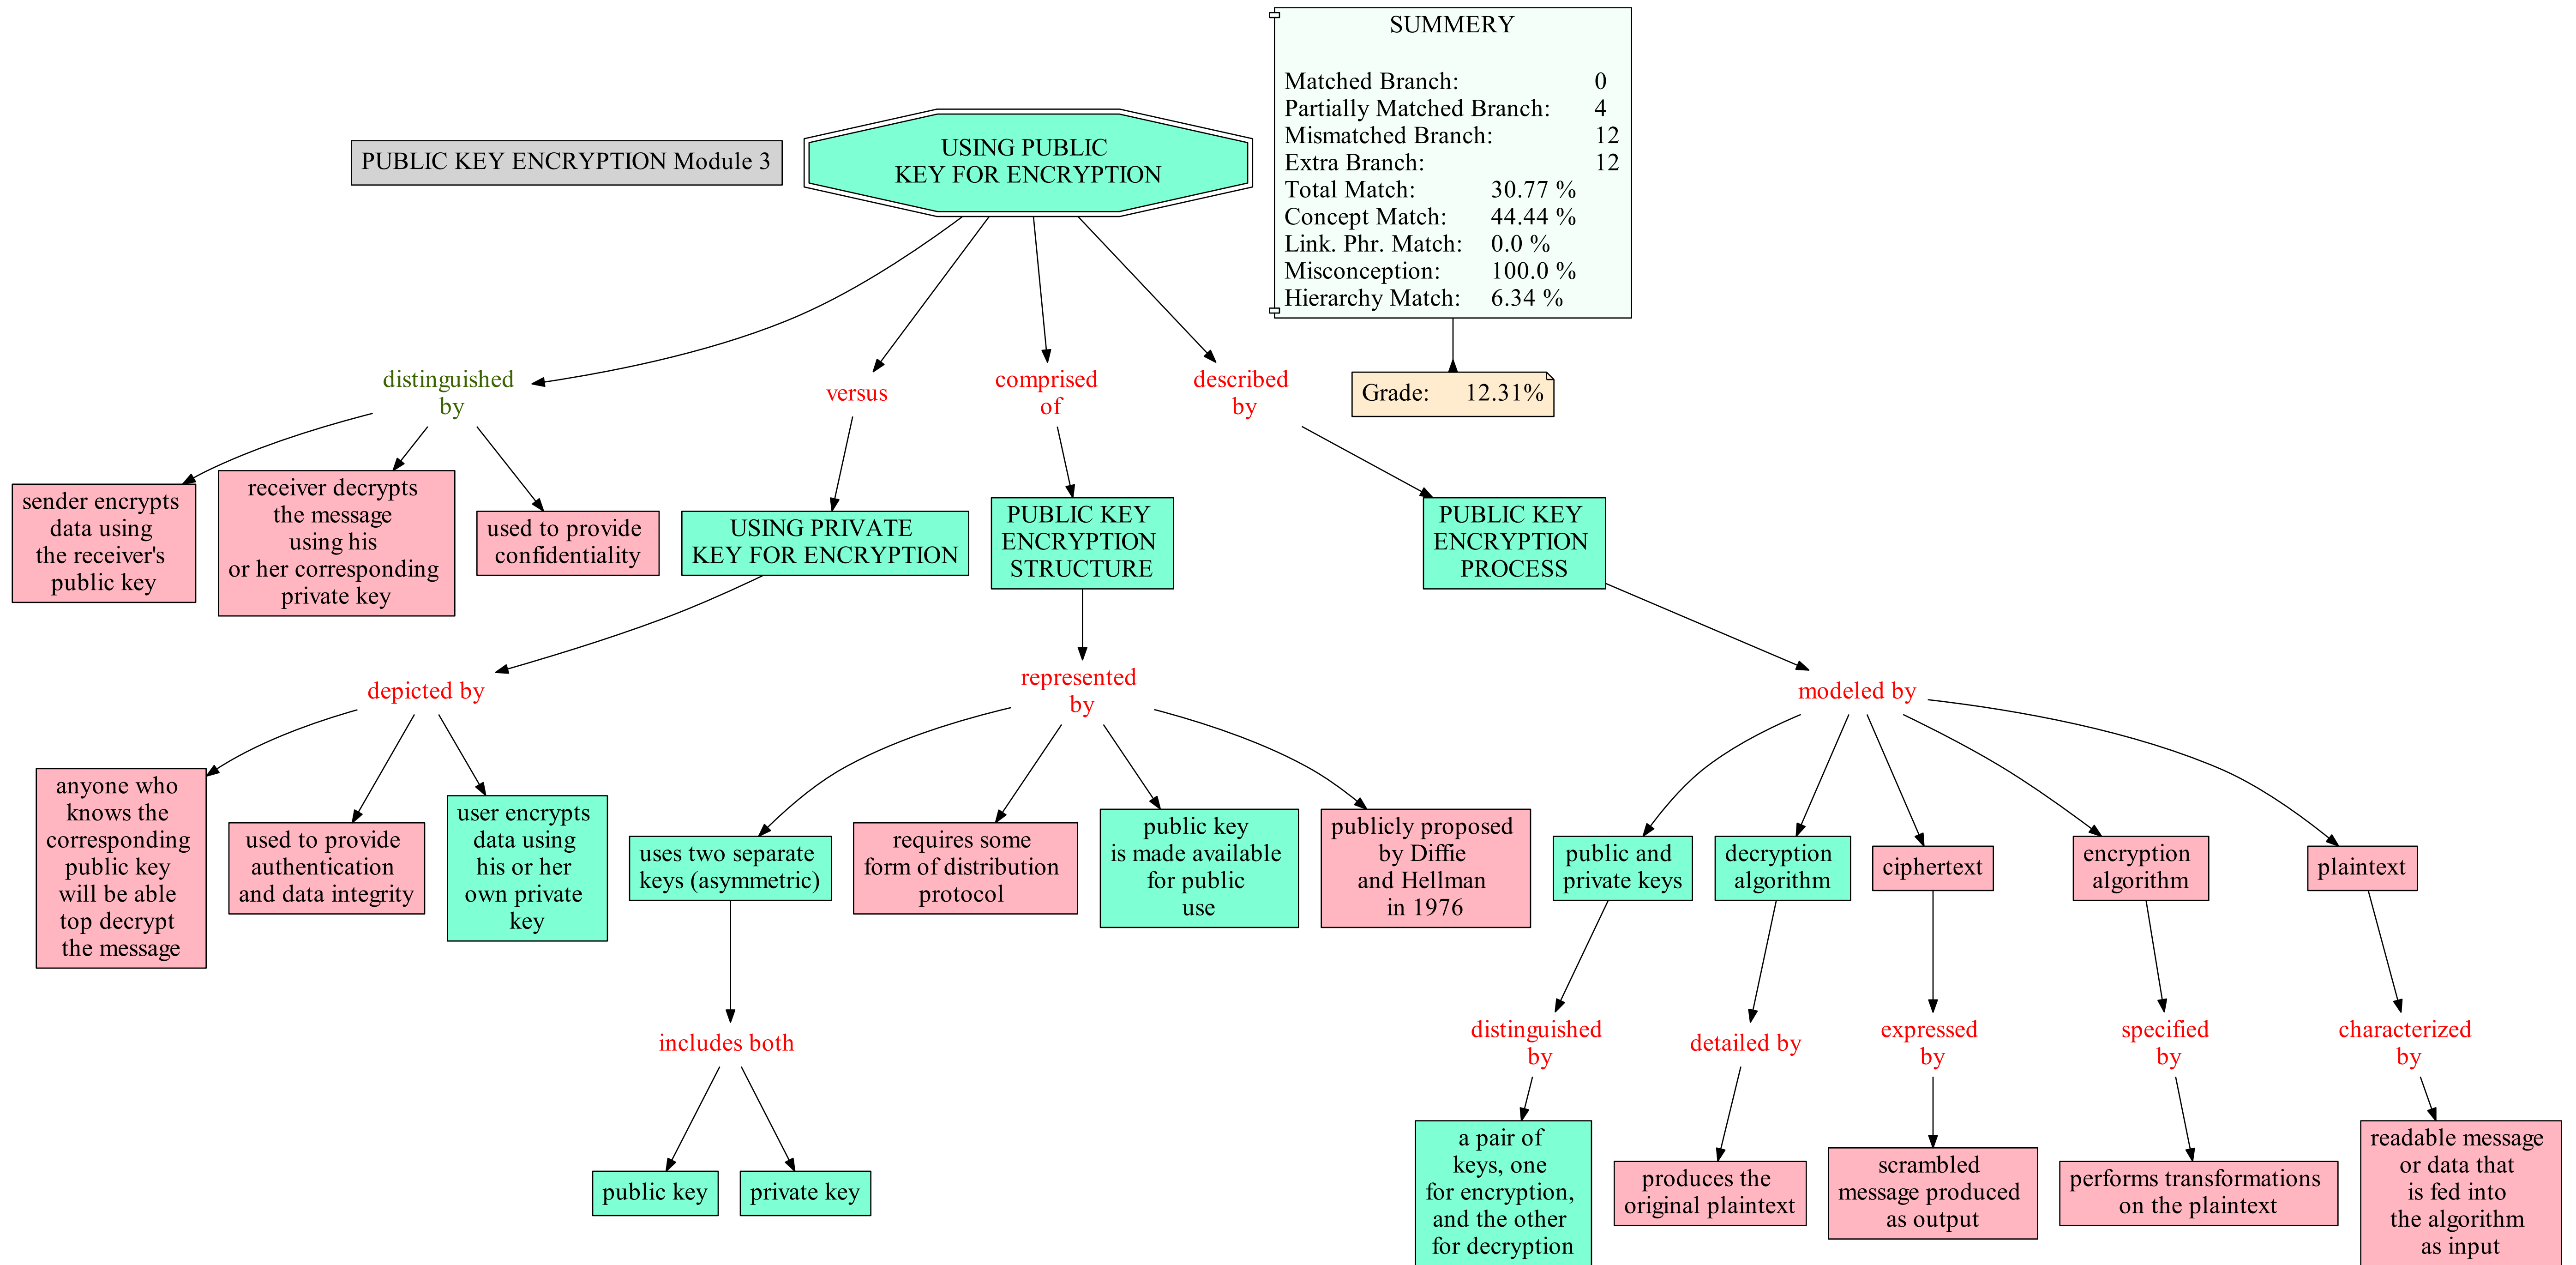 SUMMERY
Matched Branch: 0
Partially Matched Branch: 4
Mismatched Branch: 12
Extra Branch: 12
Total Match: 30.77 %
Concept Match: 44.44 %
Link. Phr. Match: 0.0 %
Misconception: 100.0 %
Hierarchy Match: 6.34 %
Grade: 12.31%
PUBLIC KEY ENCRYPTION Module 3
USING PUBLIC
KEY FOR ENCRYPTION
distinguished
by
versus
comprised
of
described
by
sender encrypts
data using
the receiver's
public key
receiver decrypts
the message
using his
or her corresponding
private key
used to provide
confidentiality
USING PRIVATE
KEY FOR ENCRYPTION
PUBLIC KEY
ENCRYPTION
STRUCTURE
PUBLIC KEY
ENCRYPTION
PROCESS
depicted by
represented
by
modeled by
anyone who
knows the
corresponding
public key
will be able
top decrypt
the message
used to provide
authentication
and data integrity
user encrypts
data using
his or her
own private
key
uses two separate
keys (asymmetric)
requires some
form of distribution
protocol
public key
is made available
for public
use
publicly proposed
by Diffie
and Hellman
in 1976
public and
private keys
decryption
algorithm
ciphertext
encryption
algorithm
plaintext
includes both
distinguished
by
detailed by
expressed
by
specified
by
characterized
by
public key
private key
a pair of
keys, one
for encryption,
and the other
for decryption
produces the
original plaintext
scrambled
message produced
as output
performs transformations
on the plaintext
readable message
or data that
is fed into
the algorithm
as input